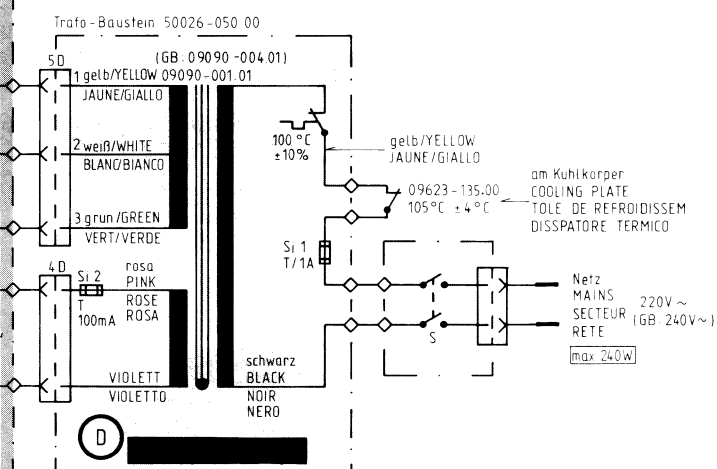 Trafo-Baustein 50026-050 00
5D
(GB: 09090-004.01)
1 gelb/YELLOW 09090-001.01
JAUNE/GIALLO
100°C
±10%
gelb/YELLOW
JAUNE/GIALLO
2 weiß/WHITE
BLANC/BIANCO
09623-135.00
105°C ±4°C
am Kuhlkorper
COOLING PLATE
TOLE DE REFROIDISSEM
DISSPATORE TERMICO
3 grun/GREEN
VERT/VERDE
Si 1
T/1A
4D
Si 2
T
100mA
rosa
PINK
ROSE
ROSA
S
Netz
MAINS
SECTEUR
RETE
220V~
(GB. 240V~)
max 240W
VIOLETT
VIOLETTO
schwarz
BLACK
NOIR
NERO
D